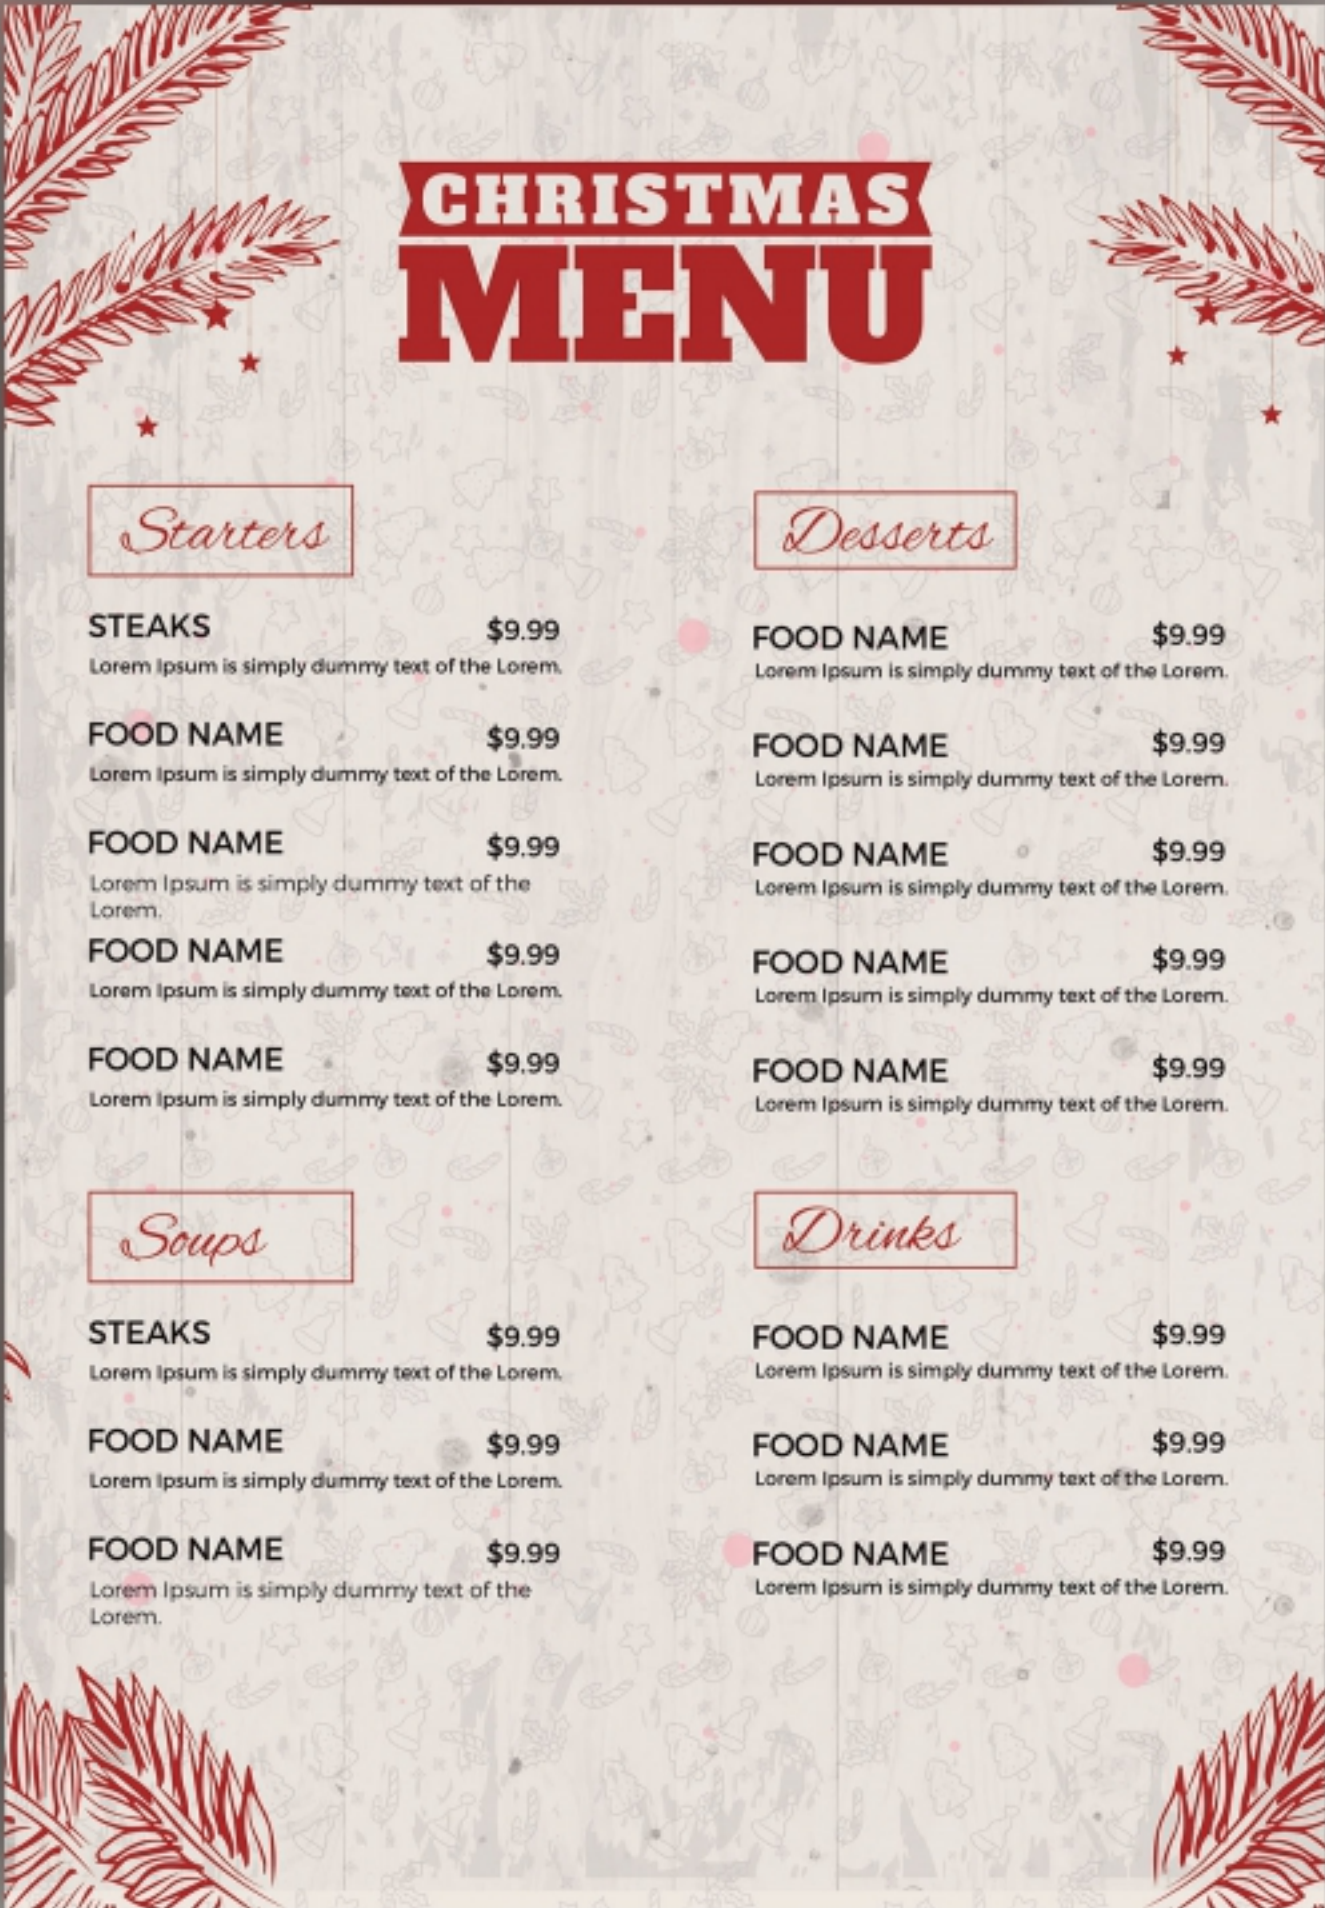 CHRISTMAS
MENU
Starters
STEAKS $9.99
Lorem Ipsum is simply dummy text of the Lorem.
FOOD NAME $9.99
Lorem Ipsum is simply dummy text of the Lorem.
FOOD NAME $9.99
Lorem Ipsum is simply dummy text of the
Lorem.
FOOD NAME $9.99
Lorem Ipsum is simply dummy text of the Lorem.
FOOD NAME $9.99
Lorem Ipsum is simply dummy text of the Lorem.
Soups
STEAKS $9.99
Lorem Ipsum is simply dummy text of the Lorem.
FOOD NAME $9.99
Lorem Ipsum is simply dummy text of the Lorem.
FOOD NAME $9.99
Lorem Ipsum is simply dummy text of the
Lorem.
Desserts
FOOD NAME $9.99
Lorem Ipsum is simply dummy text of the Lorem.
FOOD NAME $9.99
Lorem Ipsum is simply dummy text of the Lorem.
FOOD NAME $9.99
Lorem Ipsum is simply dummy text of the Lorem.
FOOD NAME $9.99
Lorem Ipsum is simply dummy text of the Lorem.
FOOD NAME $9.99
Lorem Ipsum is simply dummy text of the Lorem.
Drinks
FOOD NAME $9.99
Lorem Ipsum is simply dummy text of the Lorem.
FOOD NAME $9.99
Lorem Ipsum is simply dummy text of the Lorem.
FOOD NAME $9.99
Lorem Ipsum is simply dummy text of the Lorem.